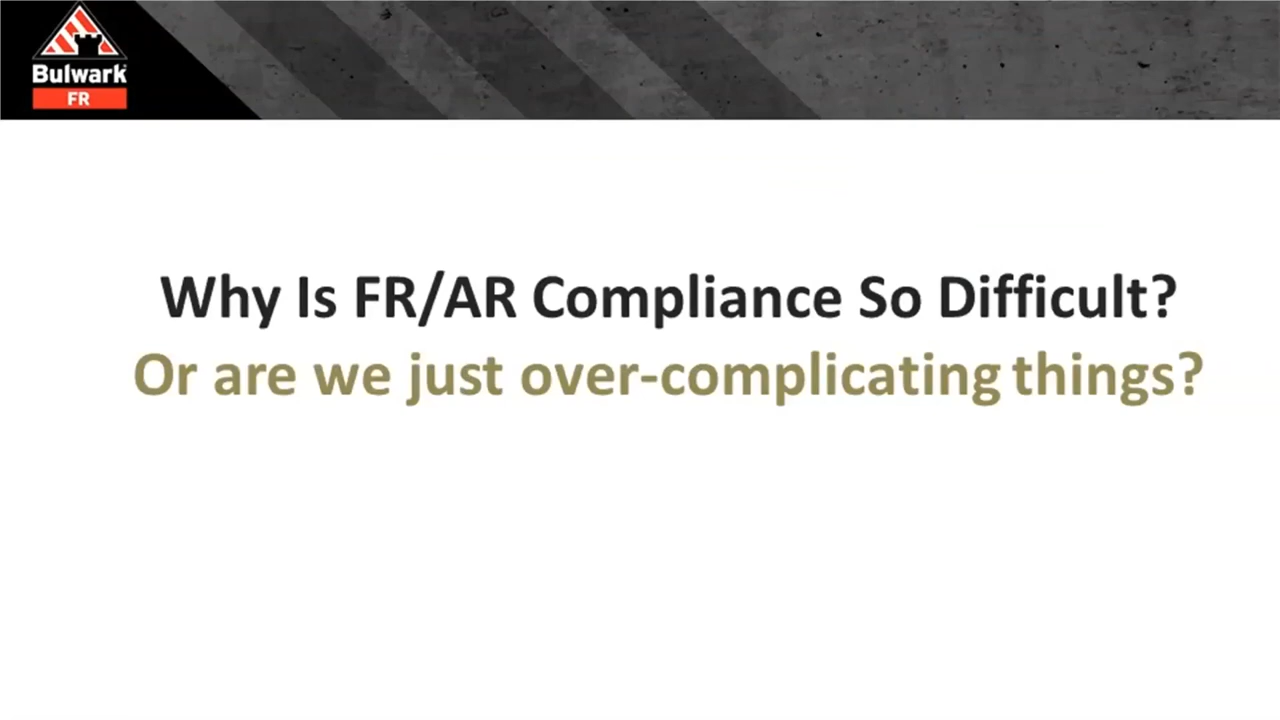 Bulwark
FR
Why Is FR/AR Compliance So Difficult?
Or are we just over-complicating things?